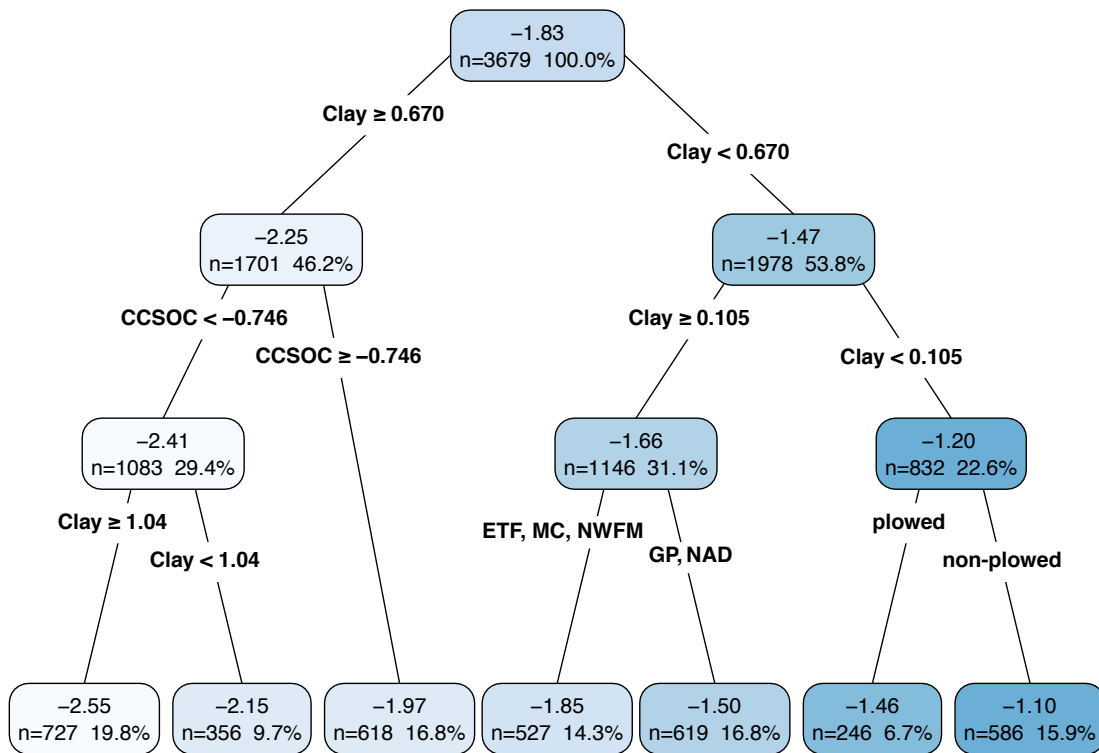 −1.83
n=3679 100.0%
Clay ≥ 0.670
Clay < 0.670
−2.25
n=1701 46.2%
−1.47
n=1978 53.8%
CCSOC < −0.746
CCSOC ≥ −0.746
Clay ≥ 0.105
Clay < 0.105
−2.41
n=1083 29.4%
−1.66
n=1146 31.1%
−1.20
n=832 22.6%
Clay ≥ 1.04
Clay < 1.04
ETF, MC, NWFM
GP, NAD
plowed
non-plowed
−2.55
n=727 19.8%
−2.15
n=356 9.7%
−1.97
n=618 16.8%
−1.85
n=527 14.3%
−1.50
n=619 16.8%
−1.46
n=246 6.7%
−1.10
n=586 15.9%